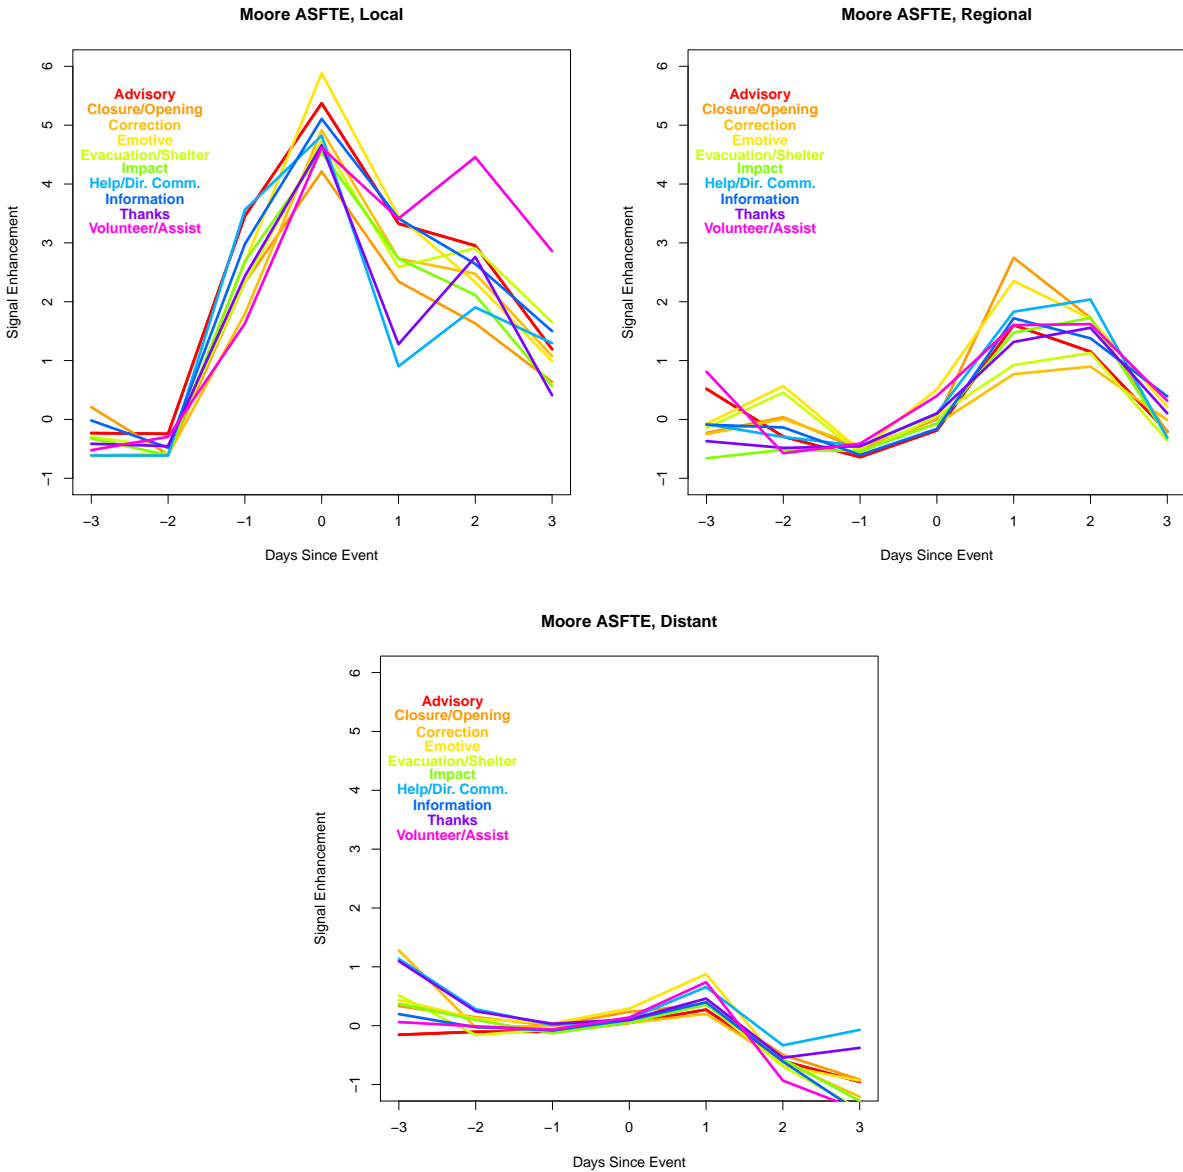 Moore ASFTE, Local
6
5
4
3
2
1
0
−1
Signal Enhancement
Advisory
Closure/Opening
Correction
Emotive
Evacuation/Shelter
Impact
Help/Dir. Comm.
Information
Thanks
Volunteer/Assist
−3 −2 −1 0 1 2 3
Days Since Event
Moore ASFTE, Regional
6
5
4
3
2
1
0
−1
Signal Enhancement
Advisory
Closure/Opening
Correction
Emotive
Evacuation/Shelter
Impact
Help/Dir. Comm.
Information
Thanks
Volunteer/Assist
−3 −2 −1 0 1 2 3
Days Since Event
Moore ASFTE, Distant
6
5
4
3
2
1
0
−1
Signal Enhancement
Advisory
Closure/Opening
Correction
Emotive
Evacuation/Shelter
Impact
Help/Dir. Comm.
Information
Thanks
Volunteer/Assist
−3 −2 −1 0 1 2 3
Days Since Event